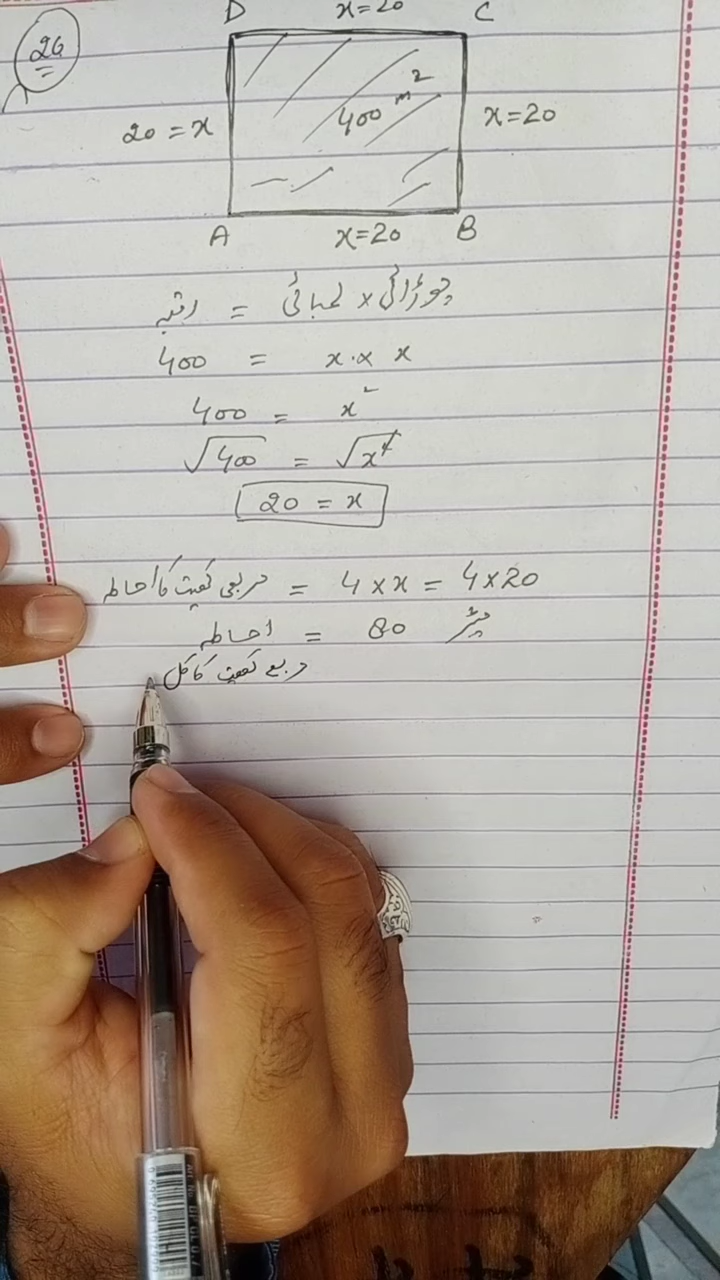 26
D x=20 C
20 = x 400 m² x=20
A x=20 B
رقبہ = لمبائی × چوڑائی
400 = x · x x
400 = x²
√400 = √x²
20 = x
مربعی کھیت کا احاطہ = 4 × x = 4 × 20
احاطہ = 80 میٹر
مربع کھیت کا کل